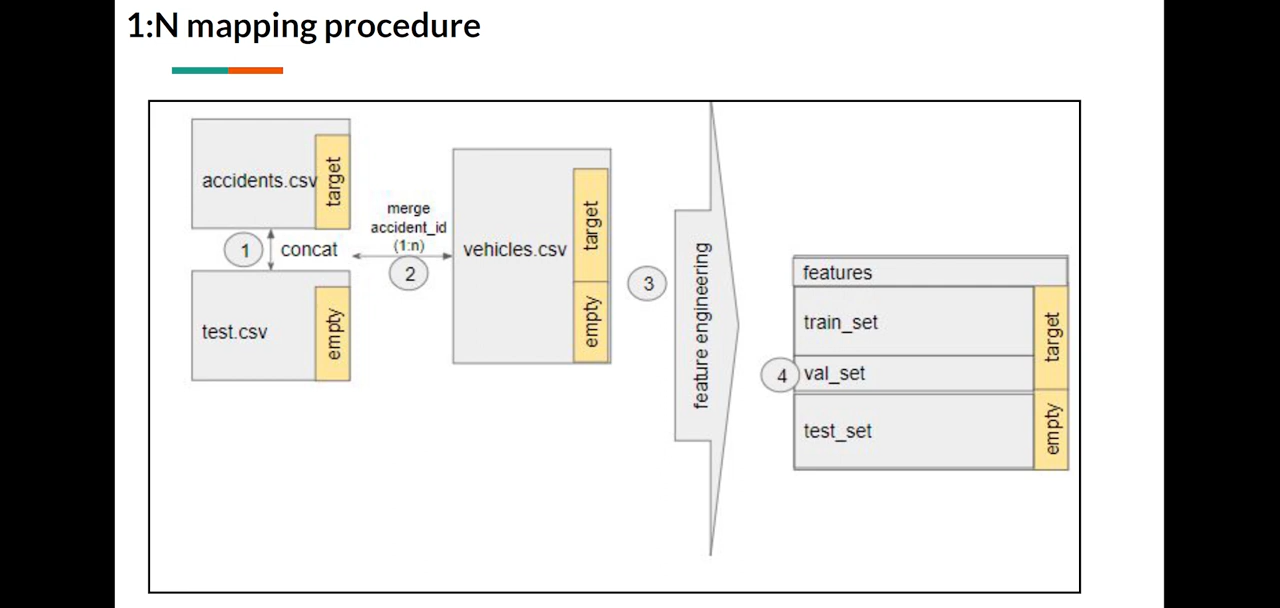 1:N mapping procedure
accidents.csv
target
1
concat
test.csv
empty
merge
accident_id
(1:n)
2
vehicles.csv
target
empty
3
feature engineering
features
train_set
4
val_set
test_set
target
empty